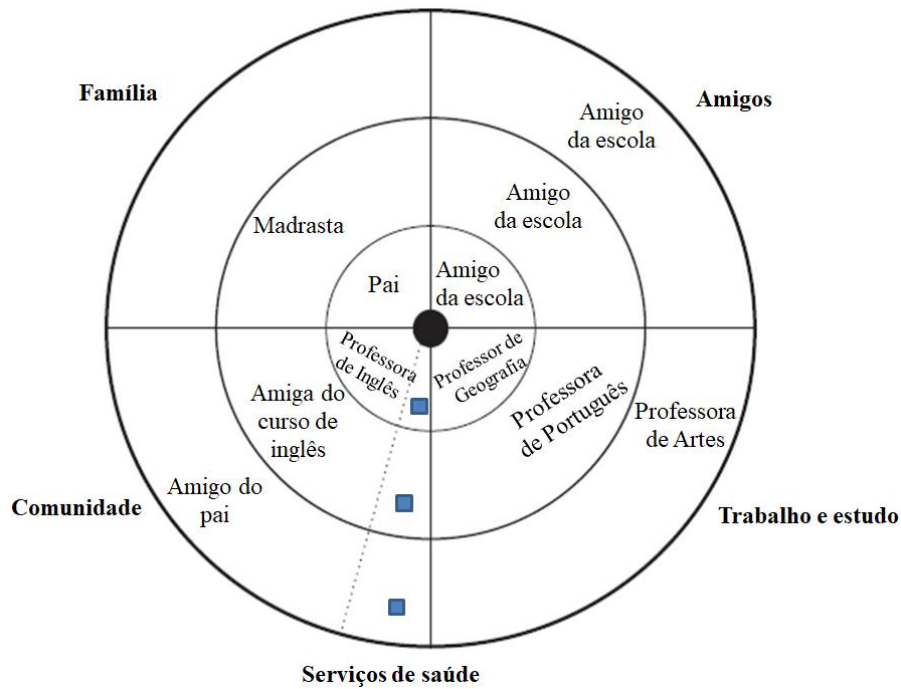 Família
Amigos
Amigo
da escola
Amigo
da escola
Madrasta
Pai
Amigo
da escola
Professora
de Inglês
Professor de
Geografia
Amiga do
curso de
inglês
Professora
de Português
Professora
de Artes
Amigo do
pai
Comunidade
Trabalho e estudo
Serviços de saúde